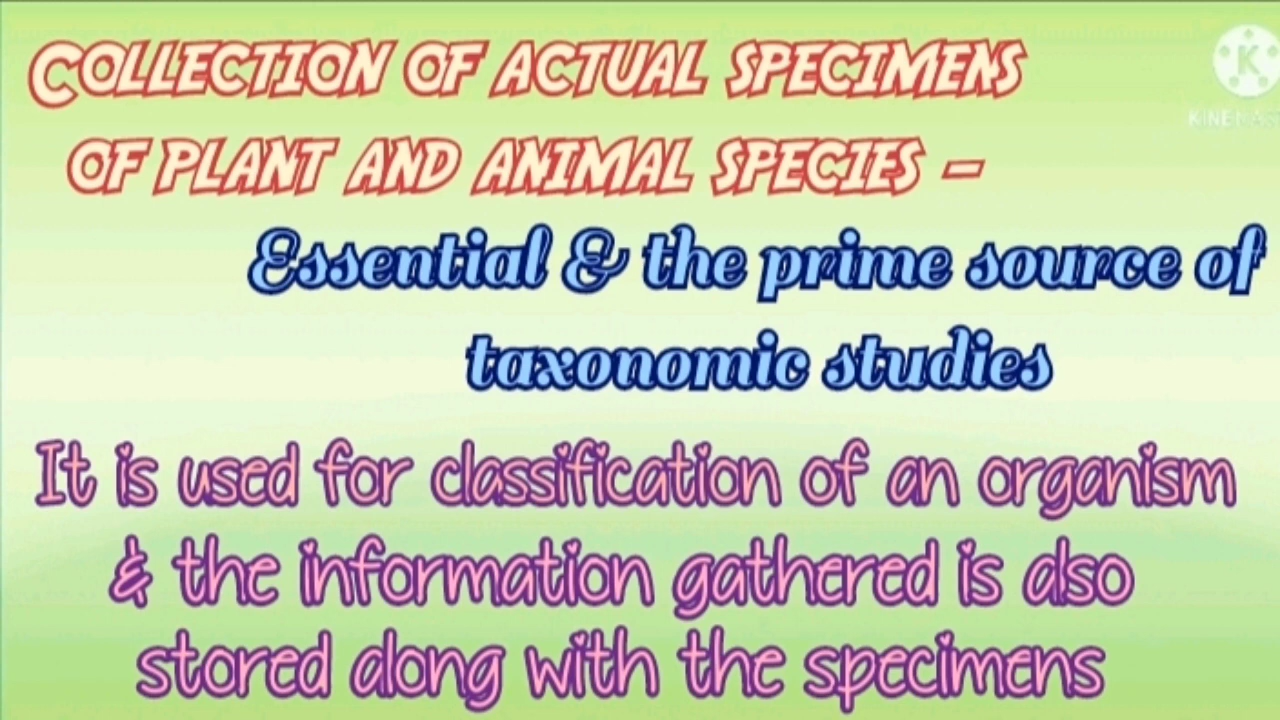 COLLECTION OF ACTUAL SPECIMENS
OF PLANT AND ANIMAL SPECIES -
Essential & the prime source of
taxonomic studies
It is used for classification of an organism
& the information gathered is also
stored along with the specimens
K